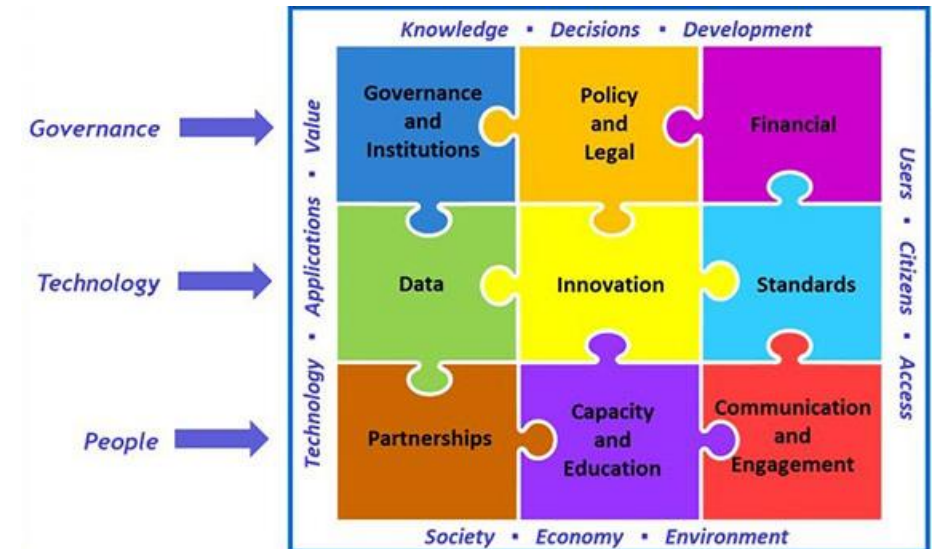 Knowledge ▪ Decisions ▪ Development
Governance
Technology
People
Technology ▪ Applications ▪ Value
Governance
and
Institutions
Policy
and
Legal
Financial
Data
Innovation
Standards
Partnerships
Capacity
and
Education
Communication
and
Engagement
Users ▪ Citizens ▪ Access
Society ▪ Economy ▪ Environment